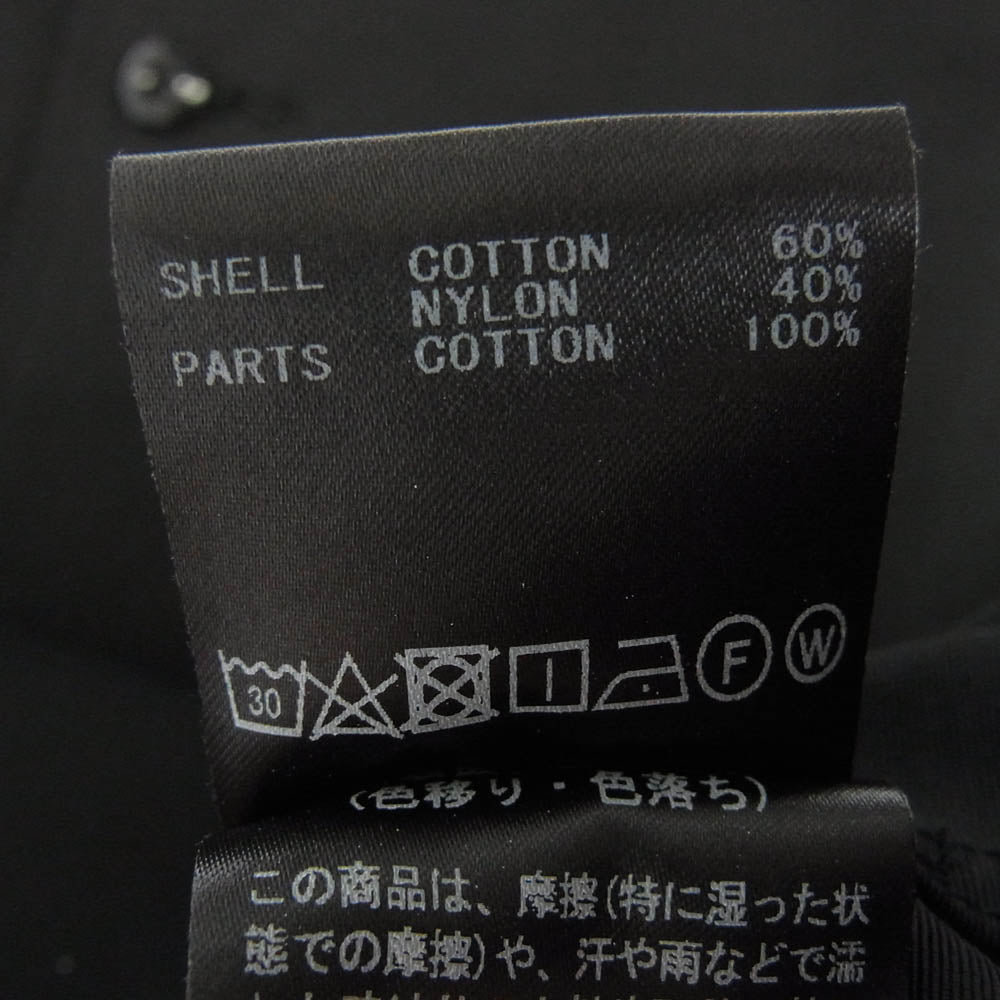 SHELL COTTON 60%
NYLON 40%
PARTS COTTON 100%
30 F W
(色移り・色落ち)
この商品は、摩擦(特に湿った状
態での摩擦)や、汗や雨などで濡